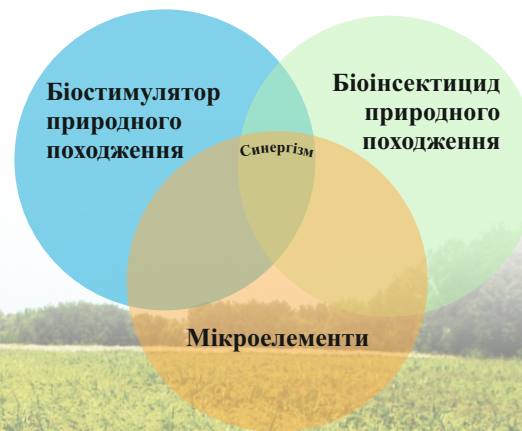 Біостимулятор
природного
походження
Біоінсектицид
природного
походження
Синергізм
Мікроелементи